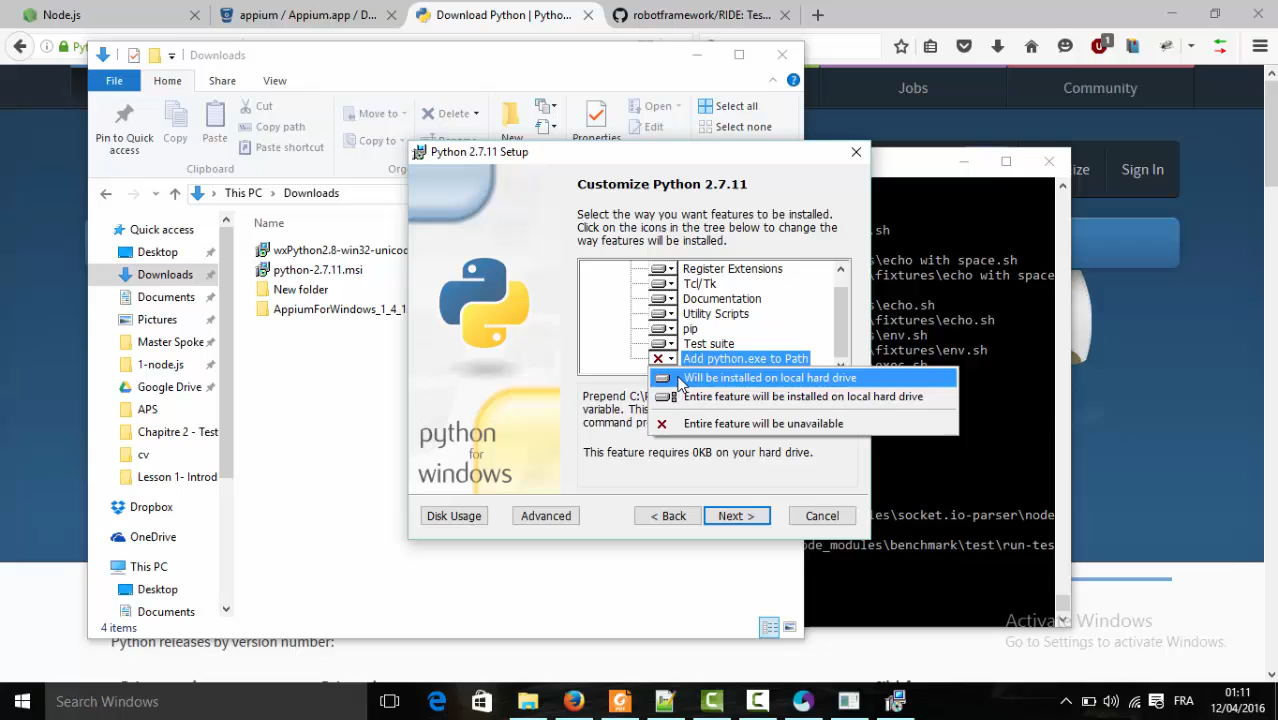 Node.js
appium / Appium.app / D...
Download Python | Pytho...
robotframework/RIDE: Tes...
1
Jobs
Community
Sign In
Downloads
File
Home
Share
View
Pin to Quick access
Copy
Paste
Cut
Copy path
Paste shortcut
Clipboard
Move to
Copy to
Delete
New
Properties
Open
Edit
Select all
Select none
This PC
Downloads
Quick access
Desktop
Downloads
Documents
Pictures
Master Spoke
1-node.js
Google Drive
APS
Chapitre 2 - Test
cv
Lesson 1- Introd
Dropbox
OneDrive
This PC
Desktop
Documents
Name
wxPython2.8-win32-unicod
python-2.7.11.msi
New folder
AppiumForWindows_1_4_1
4 items
Python 2.7.11 Setup
Customize Python 2.7.11
Select the way you want features to be installed.
Click on the icons in the tree below to change the
way features will be installed.
Register Extensions
Tcl/Tk
Documentation
Utility Scripts
pip
Test suite
Add python.exe to Path
Will be installed on local hard drive
Entire feature will be installed on local hard drive
Entire feature will be unavailable
Prepend C:\
variable. This
command pr
This feature requires 0KB on your hard drive.
python
for
windows
Disk Usage
Advanced
< Back
Next >
Cancel
.sh
\echo with space.sh
\fixtures\echo with space
\echo.sh
\fixtures\echo.sh
\env.sh
\fixtures\env.sh
les\socket.io-parser\node
ode_modules\benchmark\test\run-tes
Activate Windows
Go to Settings to activate Windows.
Python releases by version number:
Search Windows
FRA
01:11
12/04/2016